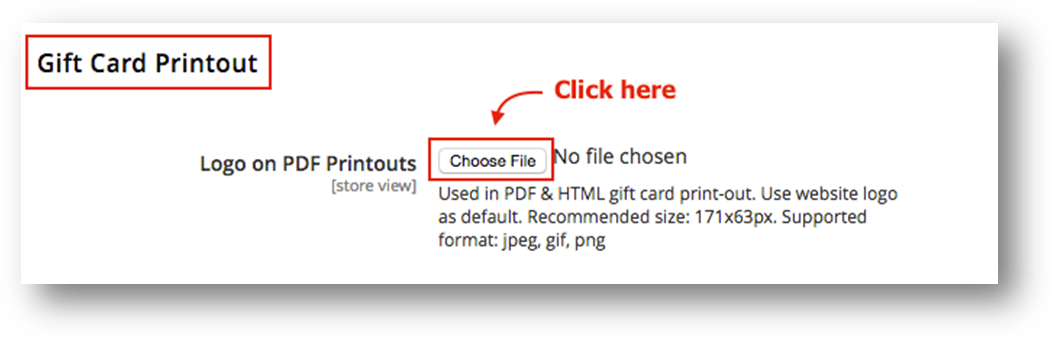 Gift Card Printout
Click here
Logo on PDF Printouts
[store view]
Choose File No file chosen
Used in PDF & HTML gift card print-out. Use website logo
as default. Recommended size: 171x63px. Supported
format: jpeg, gif, png